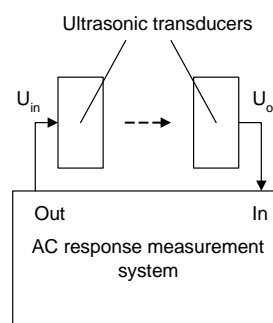 Ultrasonic transducers
U_in
U_o
Out
In
AC response measurement
system